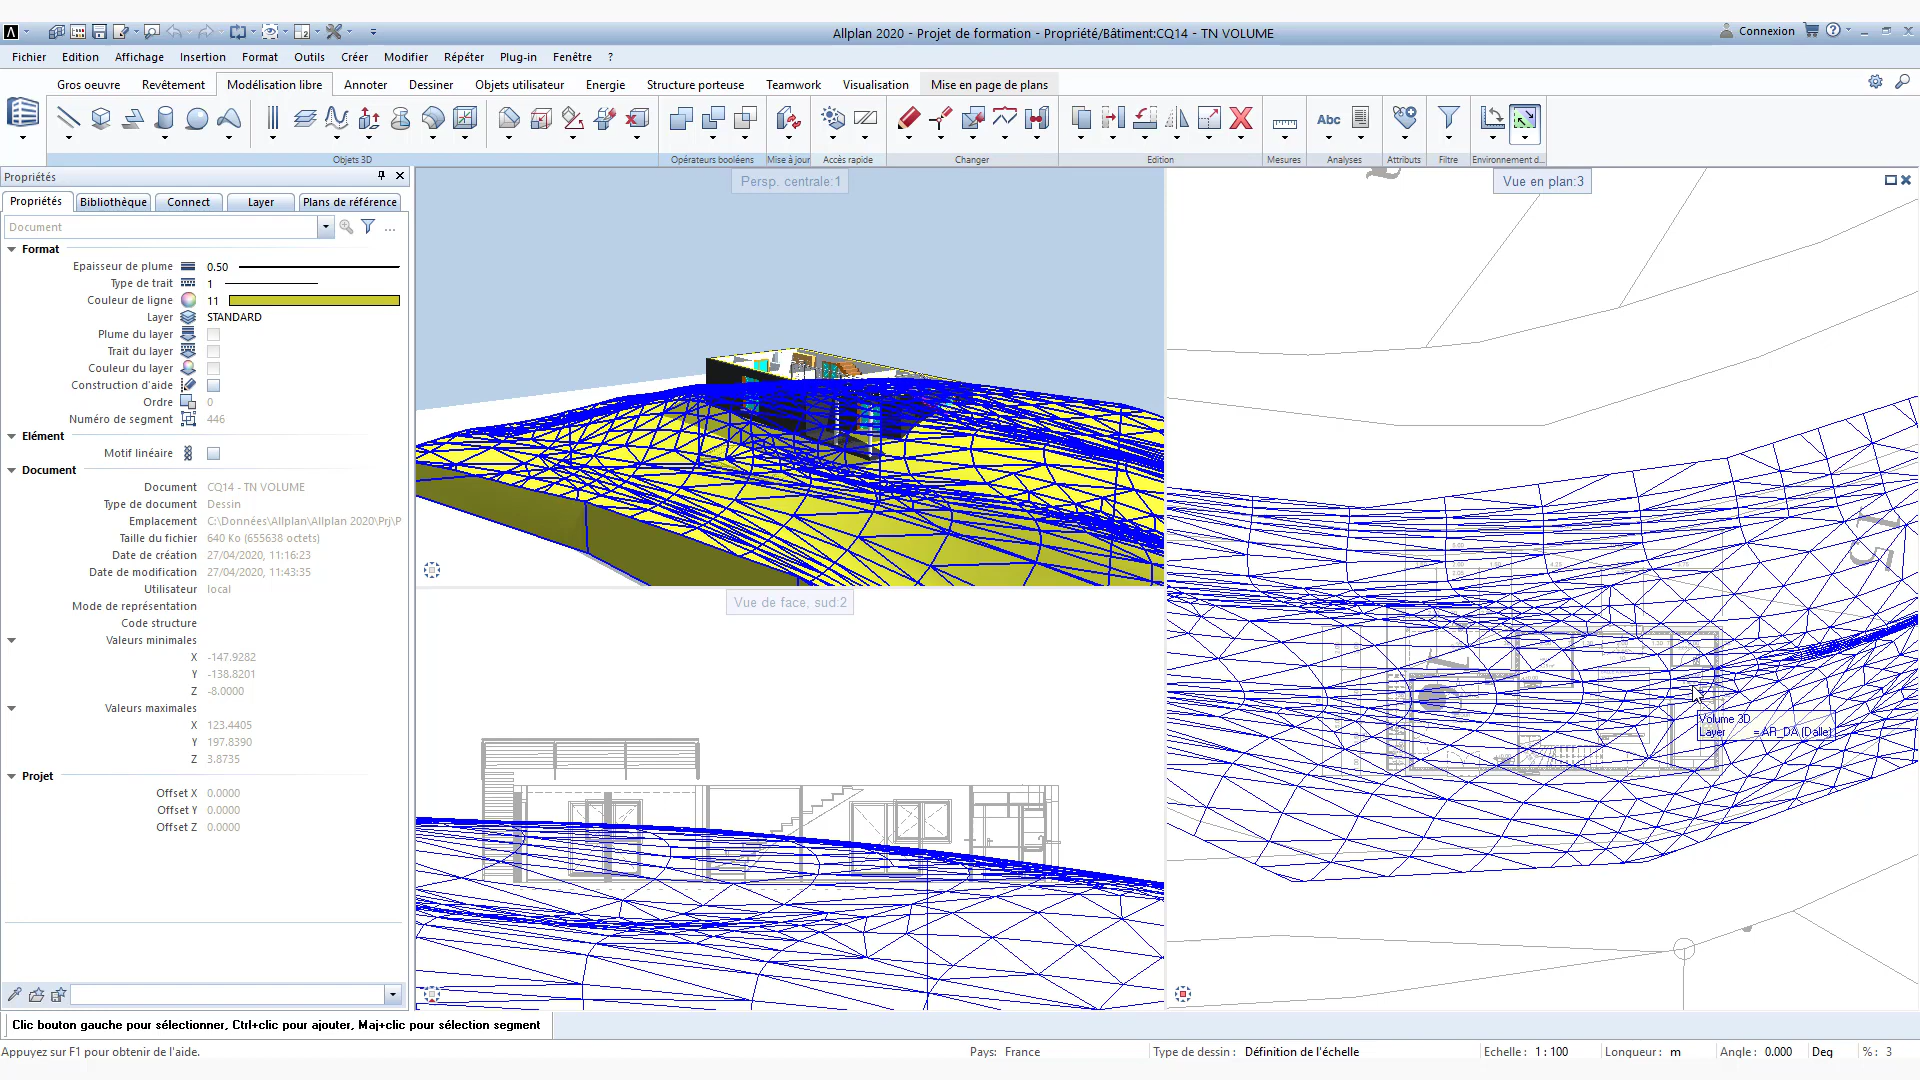 Allplan 2020 - Projet de formation - Propriété/Bâtiment:CQ14 - TN VOLUME
Connexion
Fichier Edition Affichage Insertion Format Outils Créer Modifier Répéter Plug-in Fenêtre ?
Gros oeuvre Revêtement Modélisation libre Annoter Dessiner Objets utilisateur Energie Structure porteuse Teamwork Visualisation Mise en page de plans
Abc
Objets 3D Opérateurs booléens Mise à jour Accès rapide Changer Edition Mesures Analyses Attributs Filtre Environnement d...
Propriétés
Propriétés Bibliothèque Connect Layer Plans de référence
Document
...
Format
Epaisseur de plume 0.50
Type de trait 1
Couleur de ligne 11
Layer STANDARD
Plume du layer
Trait du layer
Couleur du layer
Construction d'aide
Ordre 0
Numéro de segment 446
Elément
Motif linéaire
Document
Document CQ14 - TN VOLUME
Type de document Dessin
Emplacement C:\Données\Allplan\Allplan 2020\Prj\P
Taille du fichier 640 Ko (655638 octets)
Date de création 27/04/2020, 11:16:23
Date de modification 27/04/2020, 11:43:35
Utilisateur local
Mode de représentation
Code structure
Valeurs minimales
X -147.9282
Y -138.8201
Z -8.0000
Valeurs maximales
X 123.4405
Y 197.8390
Z 3.8735
Projet
Offset X 0.0000
Offset Y 0.0000
Offset Z 0.0000
Persp. centrale:1
Vue de face, sud:2
Vue en plan:3
Volume 3D
Layer = AR_DA (Dalle)
Clic bouton gauche pour sélectionner, Ctrl+clic pour ajouter, Maj+clic pour sélection segment
Appuyez sur F1 pour obtenir de l'aide.
Pays: France
Type de dessin : Définition de l'échelle
Echelle : 1 : 100
Longueur : m
Angle : 0.000
Deg
% : 3